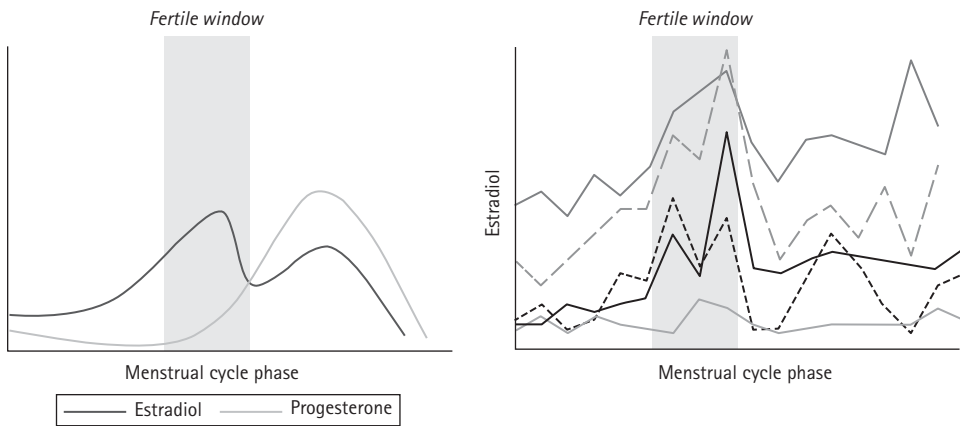 Fertile window
Menstrual cycle phase
Estradiol
Progesterone
Fertile window
Estradiol
Menstrual cycle phase